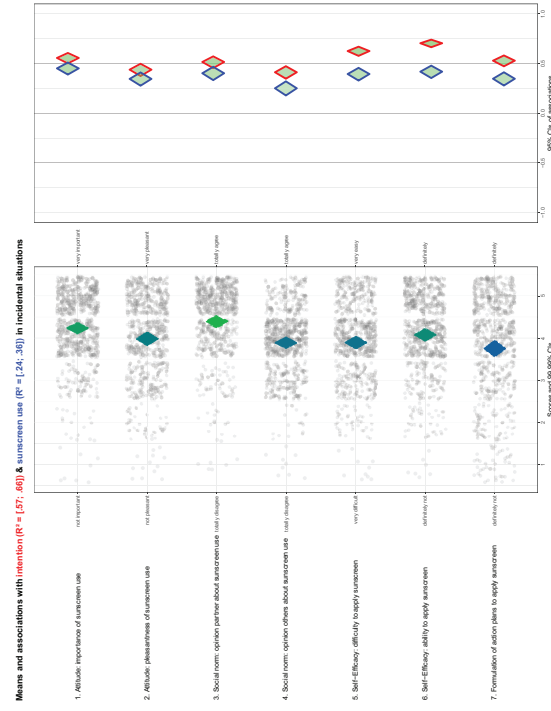 Means and associations with intention (R² = [.57; .66]) & sunscreen use (R² = [.24; .36]) in incidental situations
1. Attitude: importance of sunscreen use
not important
very important
2. Attitude: pleasantness of sunscreen use
not pleasant
very pleasant
3. Social norm: opinion partner about sunscreen use
totally disagree
totally agree
4. Social norm: opinion others about sunscreen use
totally disagree
totally agree
5. Self−Efficacy: difficulty to apply sunscreen
very difficult
very easy
6. Self−Efficacy: ability to apply sunscreen
definitely not
definitely
7. Formulation of action plans to apply sunscreen
definitely not
definitely
1
2
3
4
5
Scores and 99.99% CIs
−1.0
−0.5
0.0
0.5
1.0
95% CIs of associations